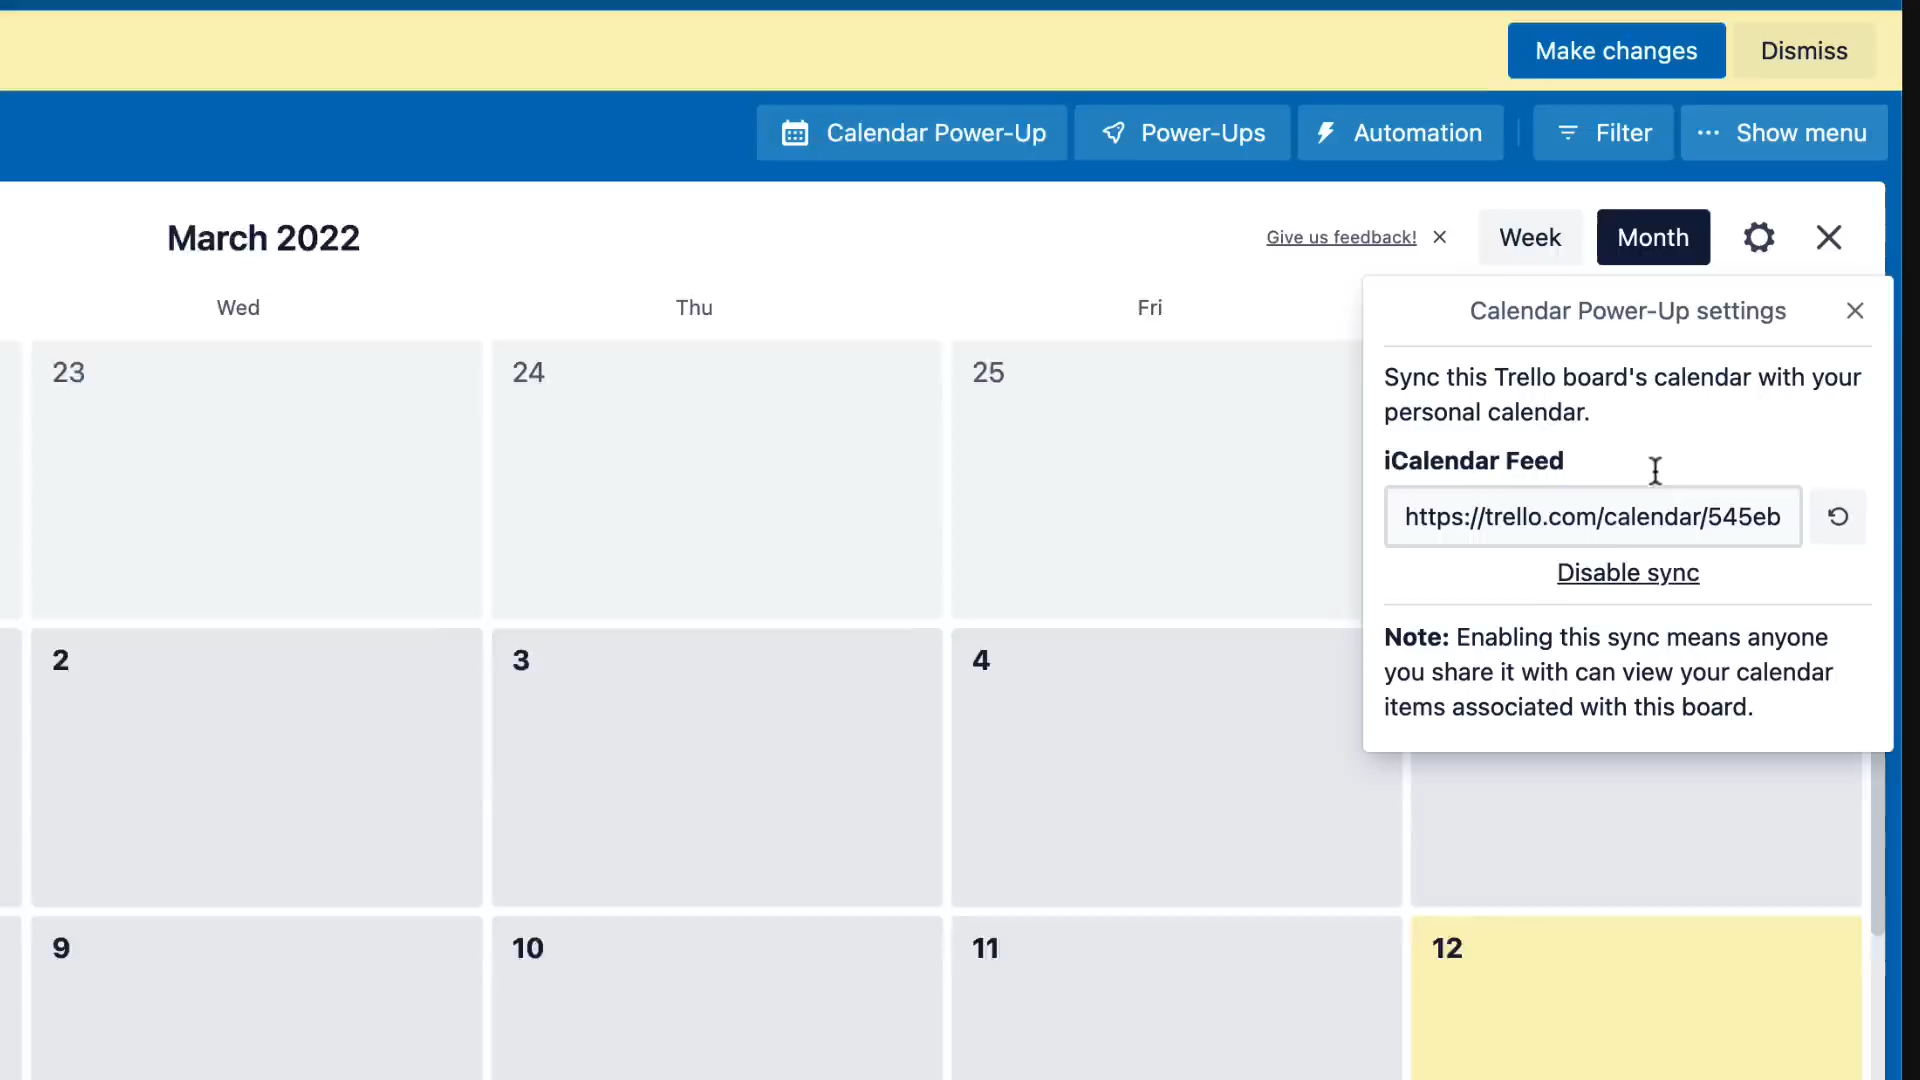 Make changes Dismiss
Calendar Power-Up Power-Ups Automation Filter Show menu
March 2022 Give us feedback! Week Month
Wed Thu Fri
Calendar Power-Up settings
Sync this Trello board's calendar with your
personal calendar.
iCalendar Feed
https://trello.com/calendar/545eb
Disable sync
Note: Enabling this sync means anyone
you share it with can view your calendar
items associated with this board.
23 24 25
2 3 4
9 10 11 12